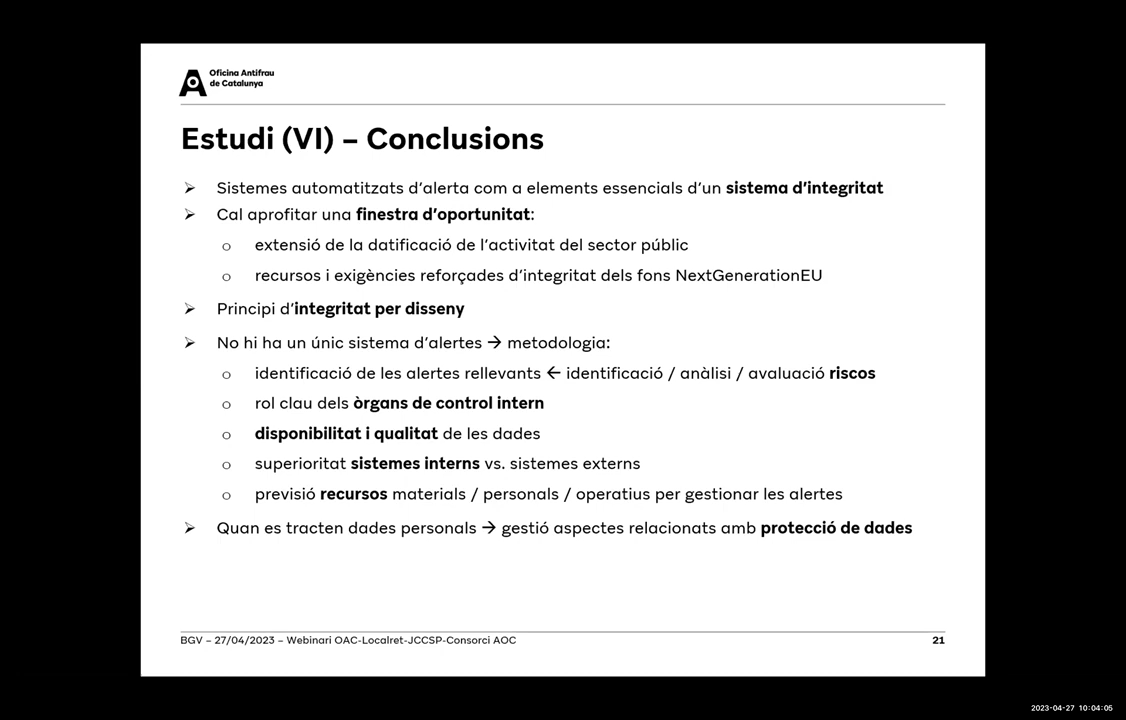 Oficina Antifrau
de Catalunya
Estudi (VI) – Conclusions
➢ Sistemes automatitzats d'alerta com a elements essencials d'un sistema d'integritat
➢ Cal aprofitar una finestra d'oportunitat:
o extensió de la datificació de l'activitat del sector públic
o recursos i exigències reforçades d'integritat dels fons NextGenerationEU
➢ Principi d'integritat per disseny
➢ No hi ha un únic sistema d'alertes → metodologia:
o identificació de les alertes rellevants ← identificació / anàlisi / avaluació riscos
o rol clau dels òrgans de control intern
o disponibilitat i qualitat de les dades
o superioritat sistemes interns vs. sistemes externs
o previsió recursos materials / personals / operatius per gestionar les alertes
➢ Quan es tracten dades personals → gestió aspectes relacionats amb protecció de dades
BGV – 27/04/2023 – Webinari OAC-Localret-JCCSP-Consorci AOC 21
2023-04-27 10:04:05